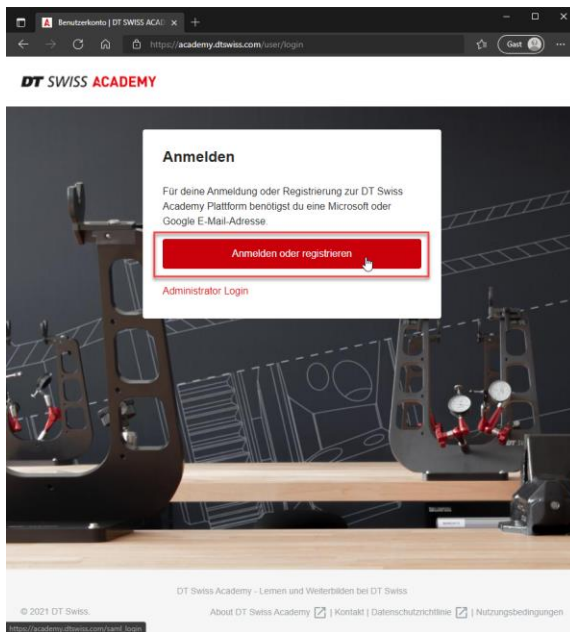 Benutzerkonto | DT SWISS ACAD
https://academy.dtswiss.com/user/login
Gast
DT SWISS ACADEMY
Anmelden
Für deine Anmeldung oder Registrierung zur DT Swiss
Academy Plattform benötigst du eine Microsoft oder
Google E-Mail-Adresse.
Anmelden oder registrieren
Administrator Login
DT Swiss Academy - Lernen und Weiterbilden bei DT Swiss
© 2021 DT Swiss.
About DT Swiss Academy | Kontakt | Datenschutzrichtlinie | Nutzungsbedingungen
https://academy.dtswiss.com/saml_login